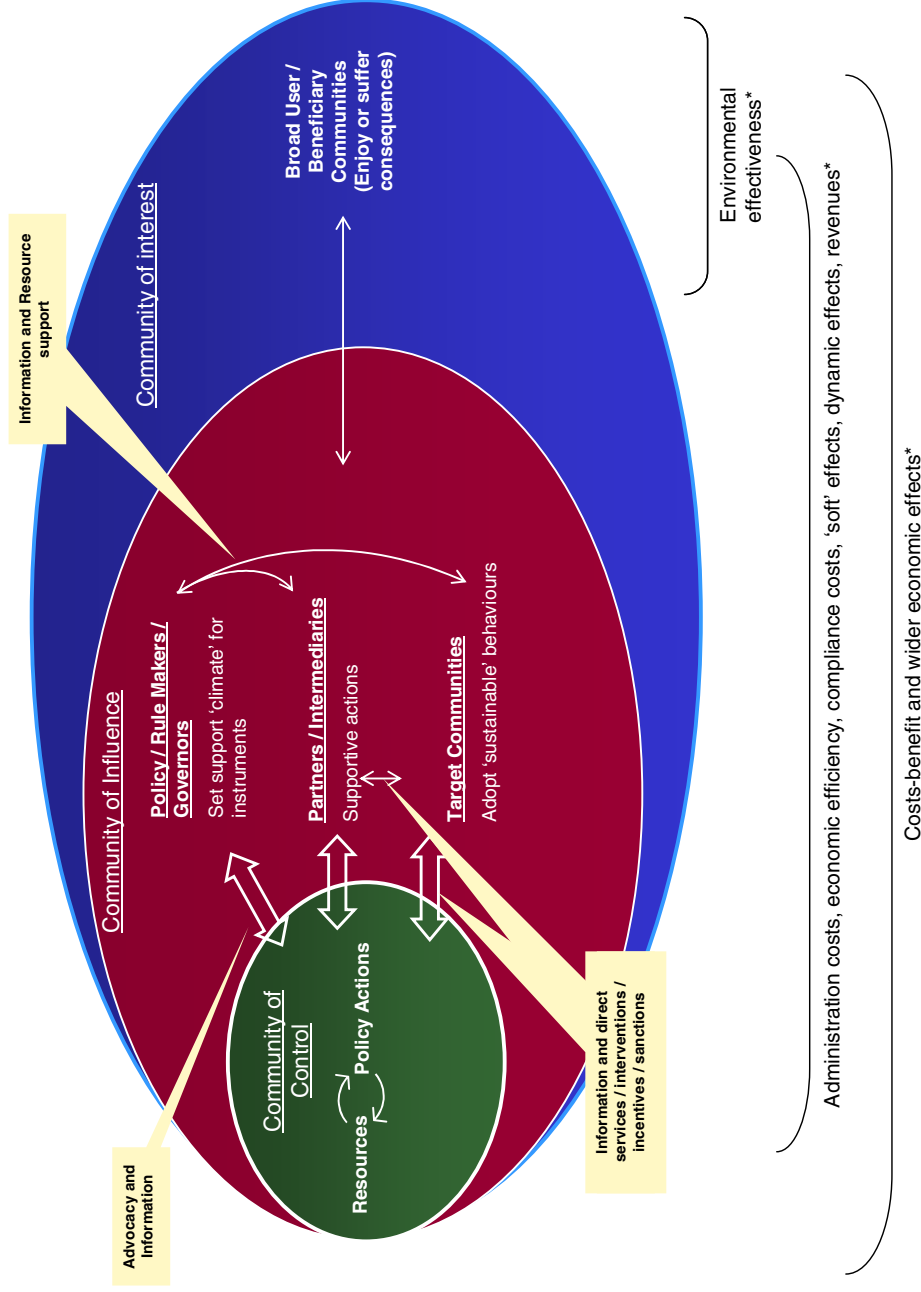 Information and Resource
support
Advocacy and
Information
Community of interest
Community of Influence
Community of
Control
Resources
Policy Actions
Policy / Rule Makers /
Governors
Set support ‘climate’ for
instruments
Partners / Intermediaries
Supportive actions
Target Communities
Adopt ‘sustainable’ behaviours
Broad User /
Beneficiary
Communities
(Enjoy or suffer
consequences)
Information and direct
services / interventions /
incentives / sanctions
Environmental
effectiveness*
Administration costs, economic efficiency, compliance costs, ‘soft’ effects, dynamic effects, revenues*
Costs-benefit and wider economic effects*